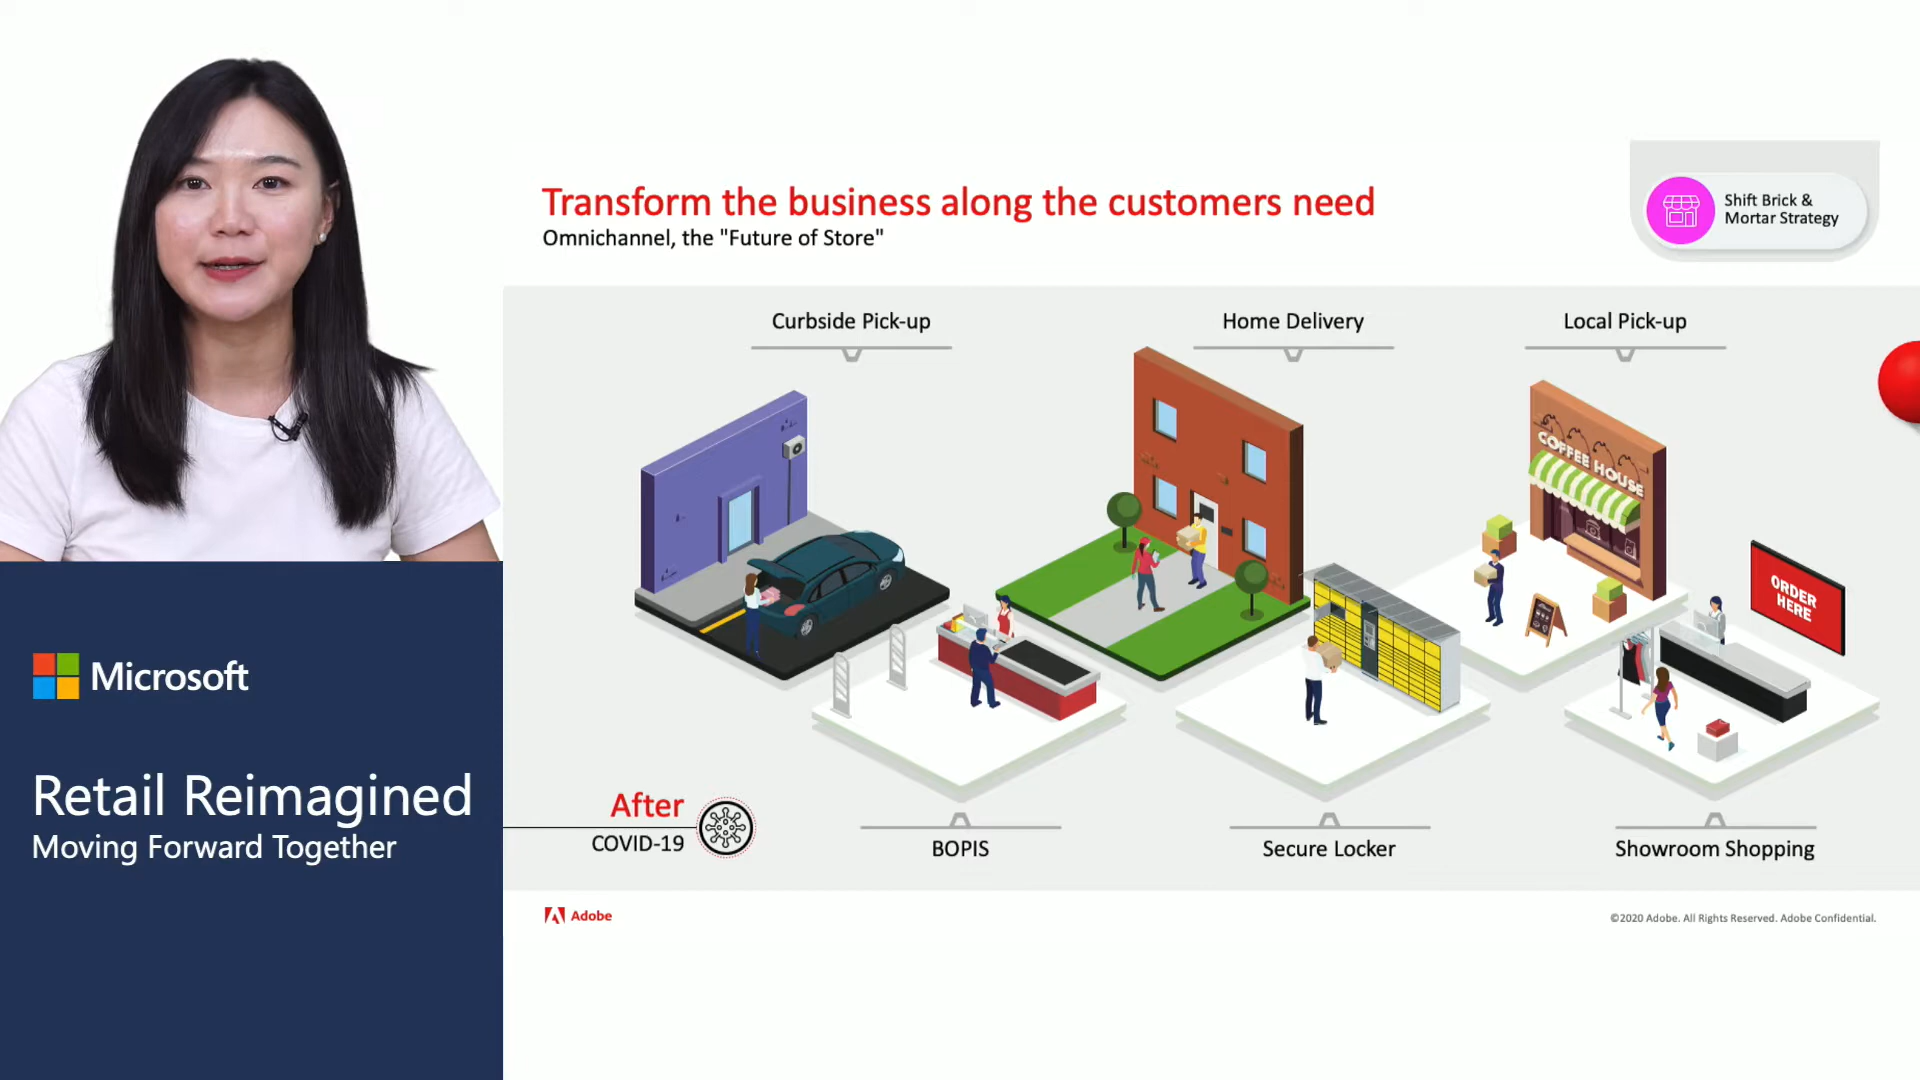 Transform the business along the customers need
Omnichannel, the "Future of Store"
Shift Brick &
Mortar Strategy
Curbside Pick-up
Home Delivery
Local Pick-up
COFFEE HOUSE
ORDER
HERE
Microsoft
Retail Reimagined
Moving Forward Together
After
COVID-19
BOPIS
Secure Locker
Showroom Shopping
Adobe
©2020 Adobe. All Rights Reserved. Adobe Confidential.